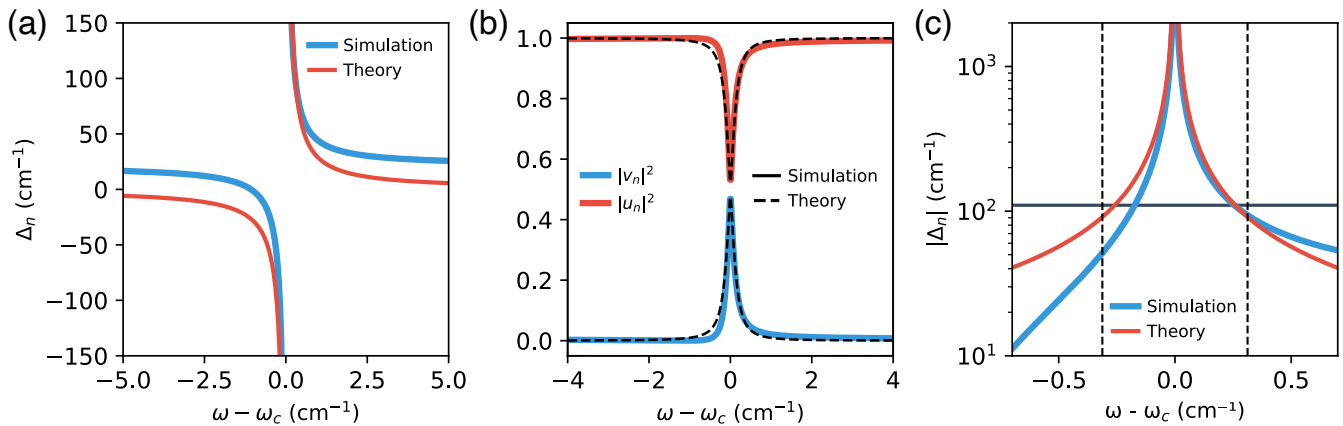 (a)
150
100
50
0
−50
−100
−150
Δₙ (cm⁻¹)
Simulation
Theory
−5.0 −2.5 0.0 2.5 5.0
ω − ω_c (cm⁻¹)
(b)
1.0
0.8
0.6
0.4
0.2
0.0
|vₙ|² Simulation
|uₙ|² Theory
−4 −2 0 2 4
ω − ω_c (cm⁻¹)
(c)
10³
10²
10¹
|Δₙ| (cm⁻¹)
Simulation
Theory
−0.5 0.0 0.5
ω - ω_c (cm⁻¹)